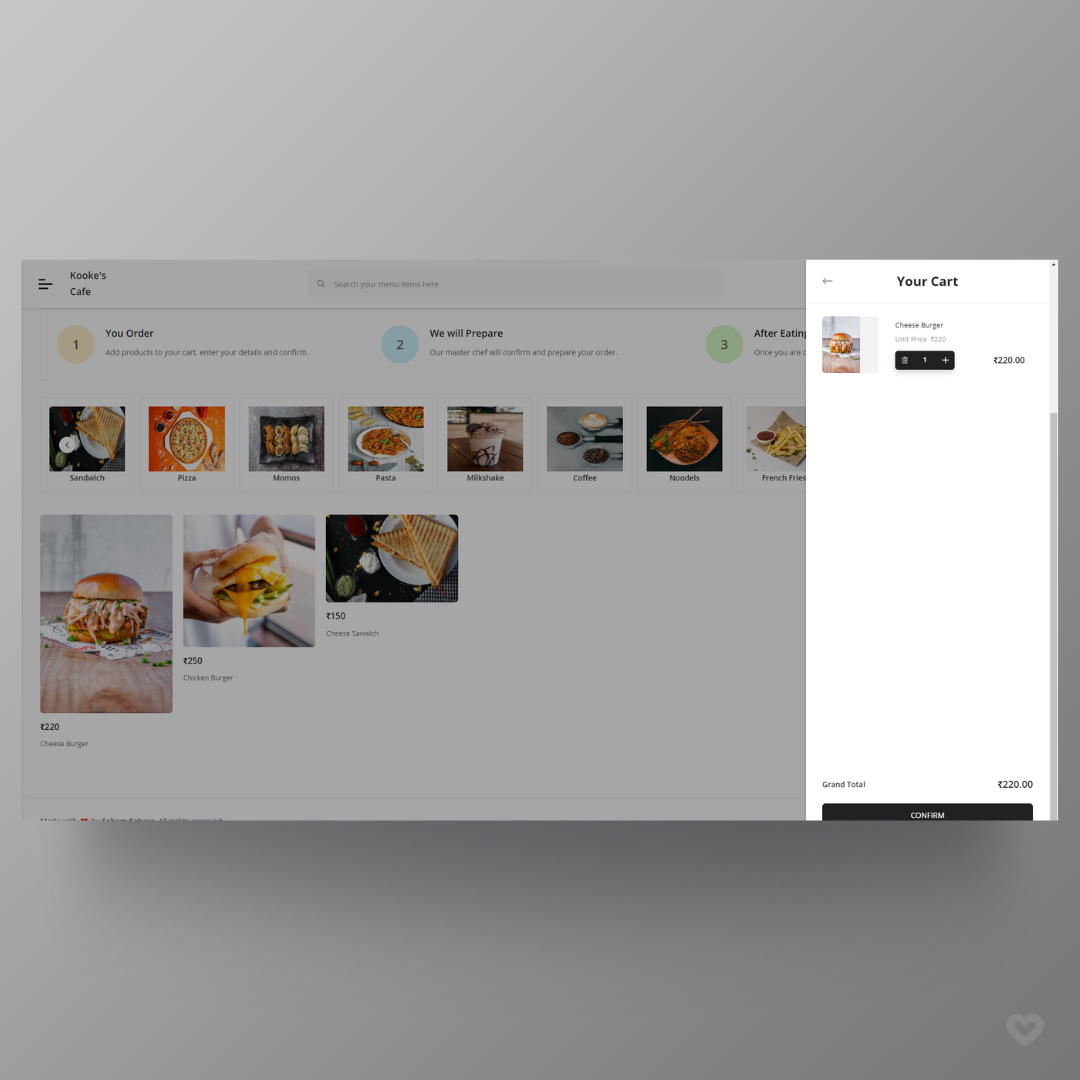 Kooke's
Cafe
Search your menu items here
1
You Order
Add products to your cart, enter your details and confirm.
2
We will Prepare
Our master chef will confirm and prepare your order.
3
After Eating
Once you are
Sandwich
Pizza
Momos
Pasta
Milkshake
Coffee
Noodels
French Fries
₹220
Cheese Burger
₹250
Chicken Burger
₹150
Cheese Sanwich
Your Cart
Cheese Burger
Unit Price ₹220
1
₹220.00
Grand Total
₹220.00
CONFIRM